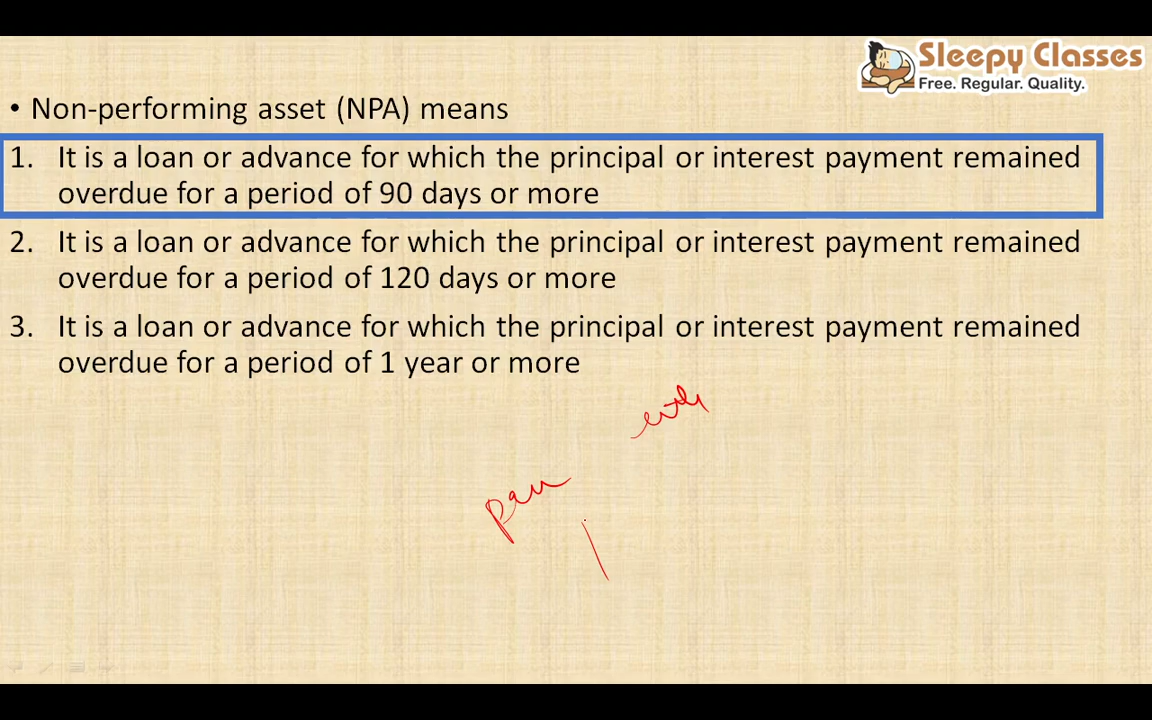 Sleepy Classes
Free. Regular. Quality.
• Non-performing asset (NPA) means
1. It is a loan or advance for which the principal or interest payment remained
overdue for a period of 90 days or more
2. It is a loan or advance for which the principal or interest payment remained
overdue for a period of 120 days or more
3. It is a loan or advance for which the principal or interest payment remained
overdue for a period of 1 year or more